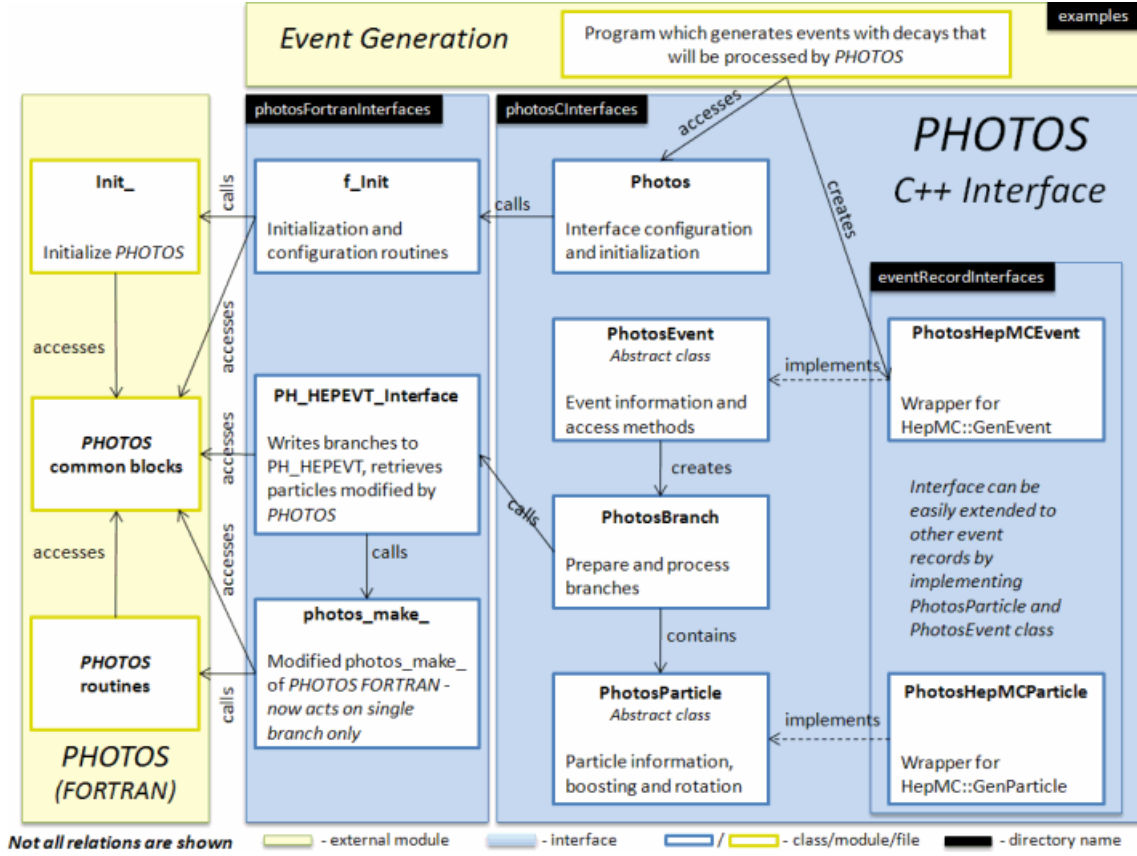 examples
Event Generation
Program which generates events with decays that
will be processed by PHOTOS
photosFortranInterfaces
photosCInterfaces
accesses
creates
PHOTOS
C++ Interface
Init_
Initialize PHOTOS
calls
f_Init
Initialization and
configuration routines
calls
Photos
Interface configuration
and initialization
eventRecordInterfaces
accesses
accesses
PhotosEvent
Abstract class
Event information and
access methods
implements
PhotosHepMCEvent
Wrapper for
HepMC::GenEvent
PHOTOS
common blocks
accesses
PH_HEPEVT_Interface
Writes branches to
PH_HEPEVT, retrieves
particles modified by
PHOTOS
calls
creates
PhotosBranch
Prepare and process
branches
Interface can be
easily extended to
other event
records by
implementing
PhotosParticle and
PhotosEvent class
accesses
accesses
calls
contains
PHOTOS
routines
calls
photos_make_
Modified photos_make_
of PHOTOS FORTRAN -
now acts on single
branch only
PhotosParticle
Abstract class
Particle information,
boosting and rotation
implements
PhotosHepMCParticle
Wrapper for
HepMC::GenParticle
PHOTOS
(FORTRAN)
Not all relations are shown
- external module
- interface
/
- class/module/file
- directory name